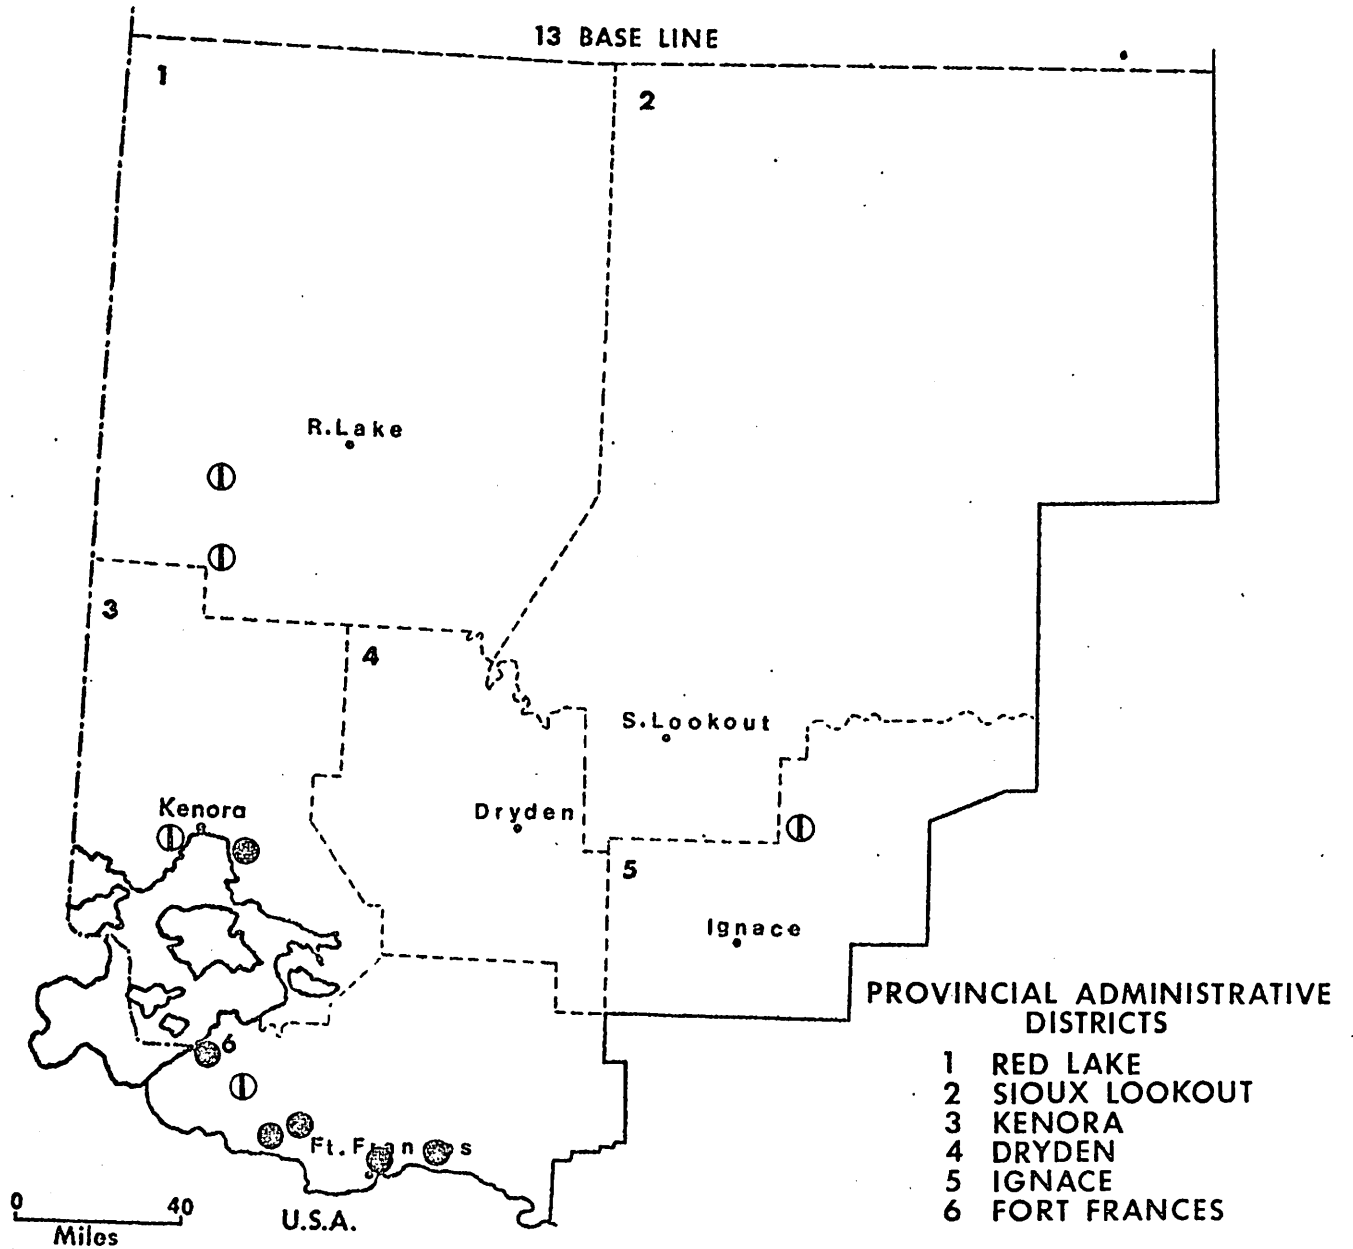 13 BASE LINE
1
2
R.Lake
3
4
S.Lookout
Kenora
Dryden
5
Ignace
PROVINCIAL ADMINISTRATIVE
DISTRICTS
6
1 RED LAKE
2 SIOUX LOOKOUT
3 KENORA
4 DRYDEN
5 IGNACE
6 FORT FRANCES
Ft. Fran s
0 40
Miles
U.S.A.